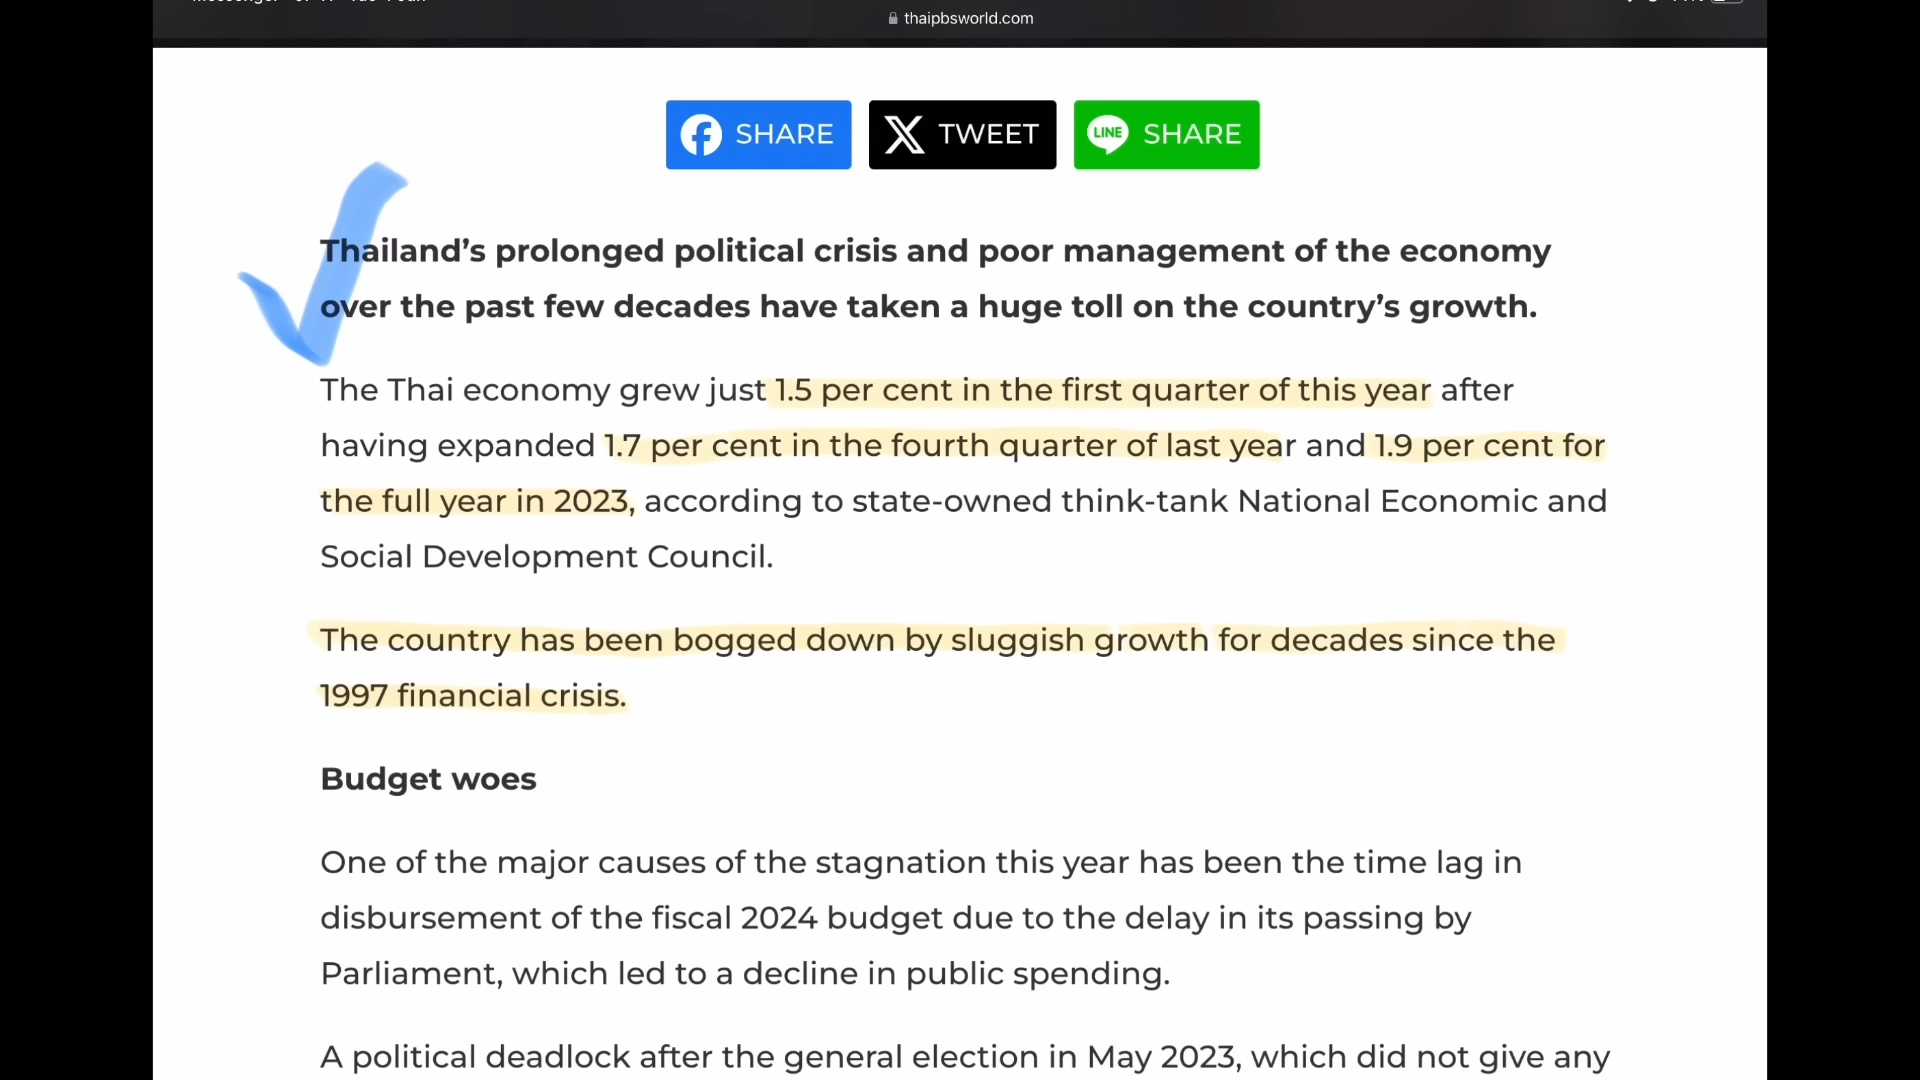 thaipbsworld.com
SHARE TWEET LINE SHARE
Thailand’s prolonged political crisis and poor management of the economy
over the past few decades have taken a huge toll on the country’s growth.
The Thai economy grew just 1.5 per cent in the first quarter of this year after
having expanded 1.7 per cent in the fourth quarter of last year and 1.9 per cent for
the full year in 2023, according to state-owned think-tank National Economic and
Social Development Council.
The country has been bogged down by sluggish growth for decades since the
1997 financial crisis.
Budget woes
One of the major causes of the stagnation this year has been the time lag in
disbursement of the fiscal 2024 budget due to the delay in its passing by
Parliament, which led to a decline in public spending.
A political deadlock after the general election in May 2023, which did not give any